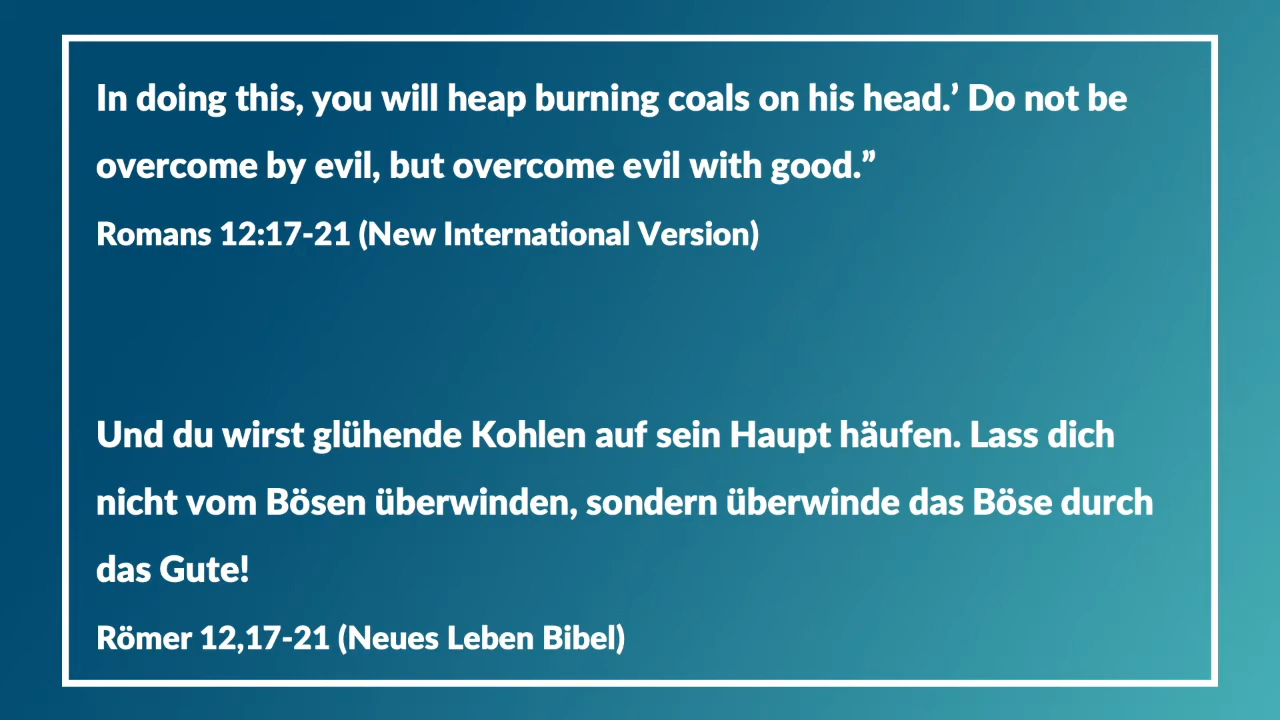 In doing this, you will heap burning coals on his head.’ Do not be
overcome by evil, but overcome evil with good.”
Romans 12:17-21 (New International Version)
Und du wirst glühende Kohlen auf sein Haupt häufen. Lass dich
nicht vom Bösen überwinden, sondern überwinde das Böse durch
das Gute!
Römer 12,17-21 (Neues Leben Bibel)